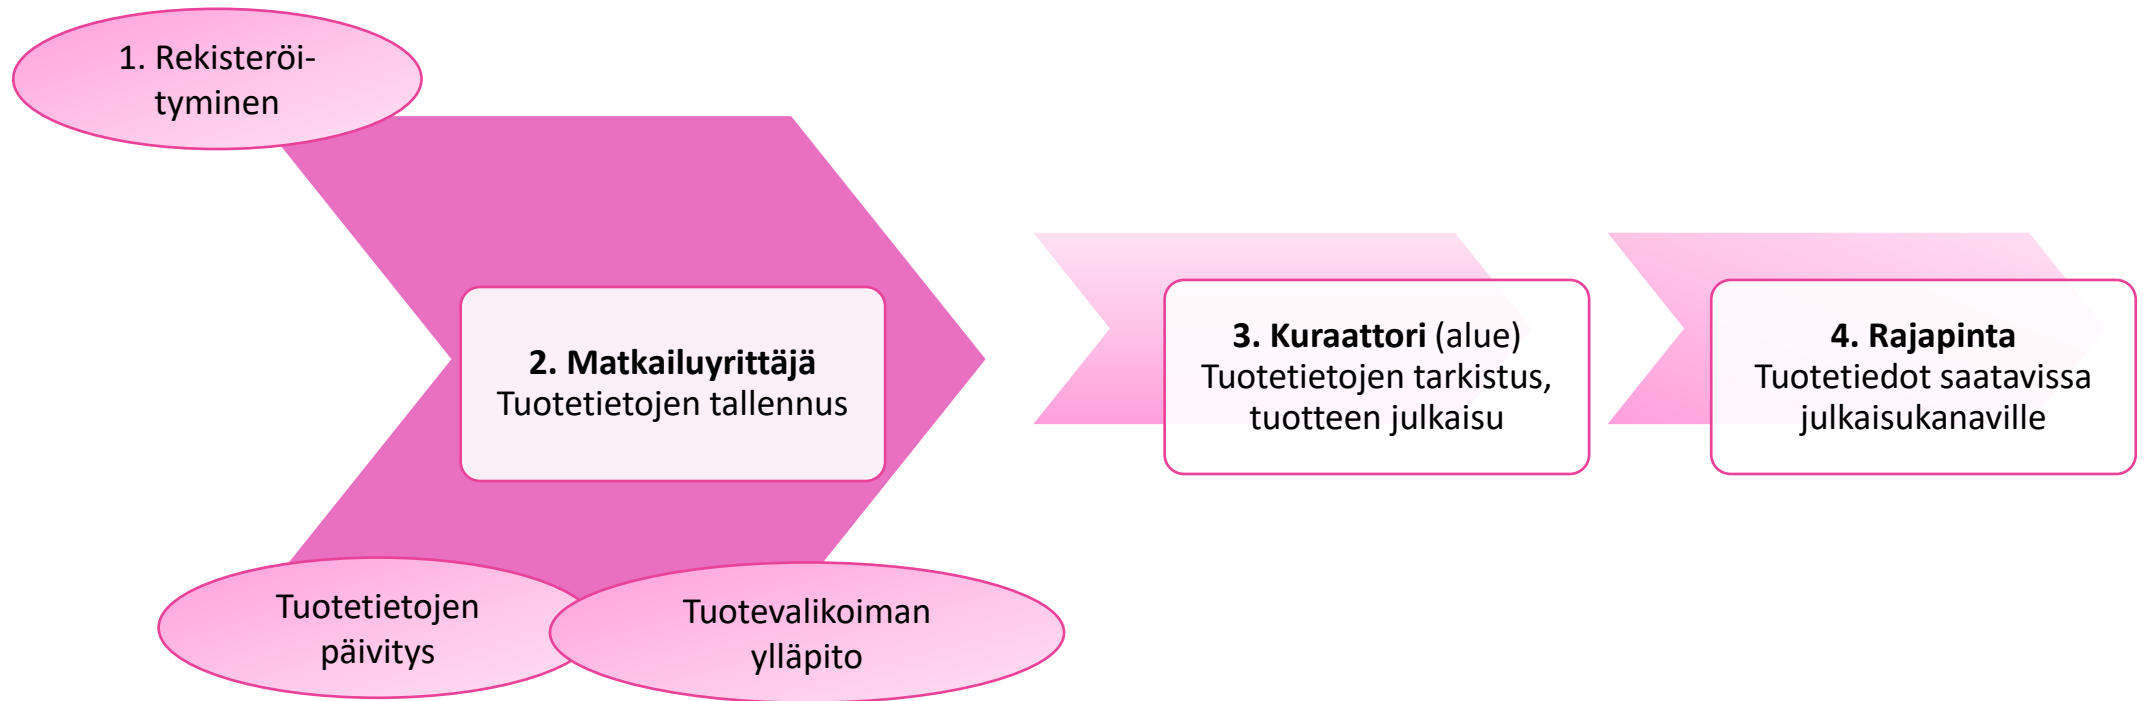 1. Rekisteröi-
tyminen
2. Matkailuyrittäjä
Tuotetietojen tallennus
Tuotetietojen
päivitys
Tuotevalikoiman
ylläpito
3. Kuraattori (alue)
Tuotetietojen tarkistus,
tuotteen julkaisu
4. Rajapinta
Tuotetiedot saatavissa
julkaisukanaville